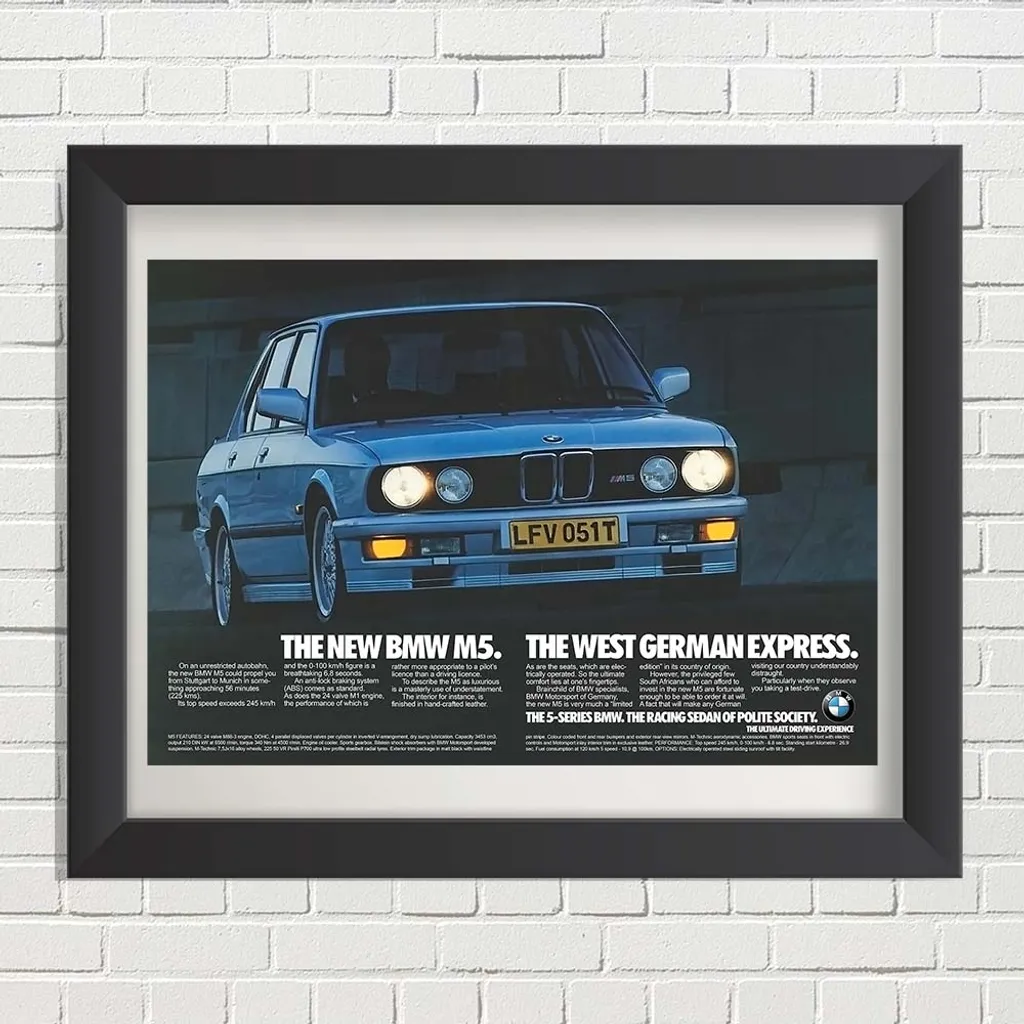 M5
LFV 051T
THE NEW BMW M5.
THE WEST GERMAN EXPRESS.
On an unrestricted autobahn,
the new BMW M5 could propel you
from Stuttgart to Munich in some-
thing approaching 56 minutes
(225 kms).
Its top speed exceeds 245 km/h
and the 0-100 km/h figure is a
breathtaking 6,8 seconds.
An anti-lock braking system
(ABS) comes as standard.
As does the 24 valve M1 engine,
the performance of which is
rather more appropriate to a pilot's
licence than a driving licence.
To describe the M5 as luxurious
is a masterly use of understatement.
The interior for instance, is
finished in hand-crafted leather.
As are the seats, which are elec-
trically operated. So the ultimate
comfort lies at one's fingertips.
Brainchild of BMW specialists,
BMW Motorsport of Germany,
the new M5 is very much a "limited
edition" in its country of origin.
However, the privileged few
South Africans who can afford to
invest in the new M5 are fortunate
enough to be able to order it at will.
A fact that will make any German
visiting our country understandably
distraught.
Particularly when they observe
you taking a test-drive.
THE 5-SERIES BMW. THE RACING SEDAN OF POLITE SOCIETY.
BMW
THE ULTIMATE DRIVING EXPERIENCE